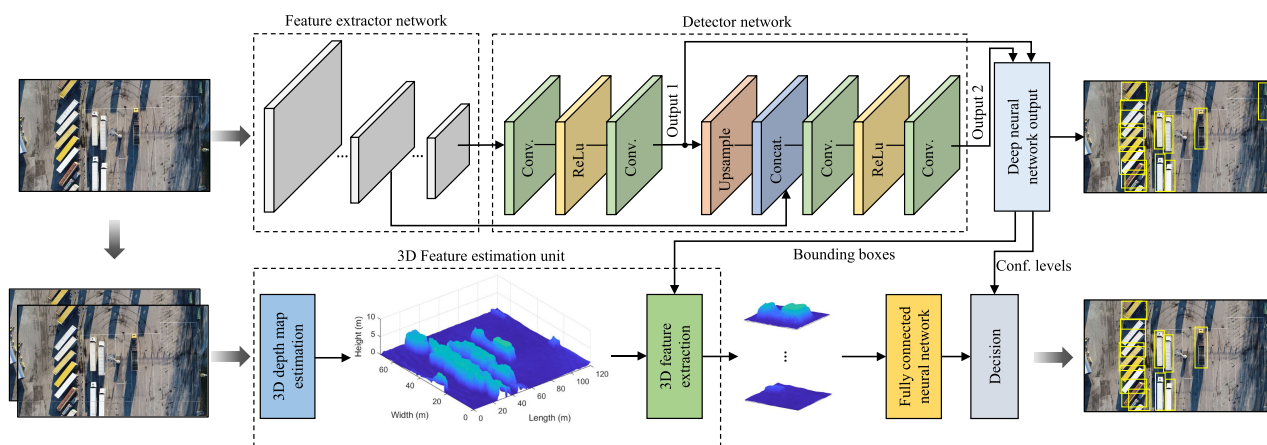 Feature extractor network
Detector network
...
...
Conv.
ReLu
Conv.
Output 1
Upsample
Concat.
Conv.
ReLu
Conv.
Output 2
Deep neural
network output
3D Feature estimation unit
Bounding boxes
Conf. levels
3D depth map
estimation
Height (m)
10
5
0
60
40
20
0
Width (m)
0
20
40
60
80
100
120
Length (m)
3D feature
extraction
...
Fully connected
neural network
Decision